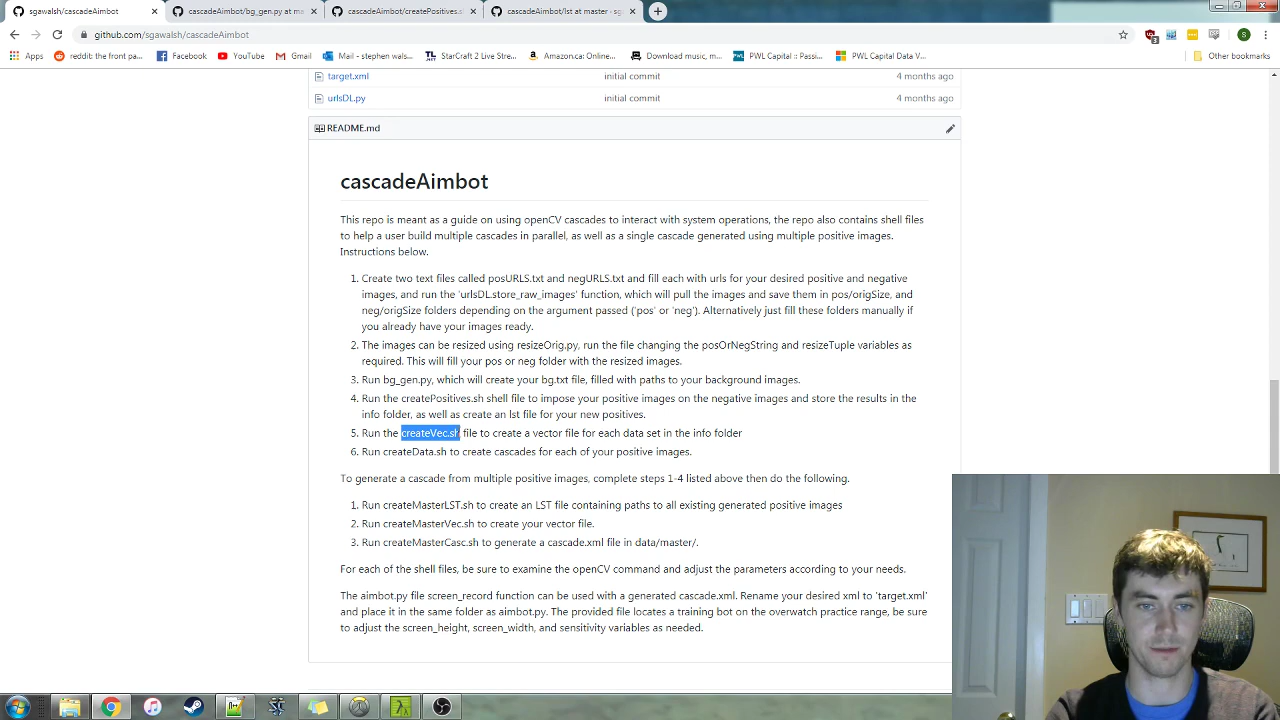 sgawalsh/cascadeAimbot
cascadeAimbot/bg_gen.py at ma
cascadeAimbot/createPositives.s
cascadeAimbot/lst at master · sg
github.com/sgawalsh/cascadeAimbot
Apps
reddit: the front pa...
Facebook
YouTube
Gmail
Mail - stephen wals...
StarCraft 2 Live Stre...
Amazon.ca: Online...
Download music, m...
PWL Capital :: Passi...
PWL Capital Data V...
Other bookmarks
target.xml initial commit 4 months ago
urlsDL.py initial commit 4 months ago
README.md
cascadeAimbot
This repo is meant as a guide on using openCV cascades to interact with system operations, the repo also contains shell files
to help a user build multiple cascades in parallel, as well as a single cascade generated using multiple positive images.
Instructions below.
1. Create two text files called posURLS.txt and negURLS.txt and fill each with urls for your desired positive and negative
images, and run the 'urlsDL.store_raw_images' function, which will pull the images and save them in pos/origSize, and
neg/origSize folders depending on the argument passed ('pos' or 'neg'). Alternatively just fill these folders manually if
you already have your images ready.
2. The images can be resized using resizeOrig.py, run the file changing the posOrNegString and resizeTuple variables as
required. This will fill your pos or neg folder with the resized images.
3. Run bg_gen.py, which will create your bg.txt file, filled with paths to your background images.
4. Run the createPositives.sh shell file to impose your positive images on the negative images and store the results in the
info folder, as well as create an lst file for your new positives.
5. Run the createVec.sh file to create a vector file for each data set in the info folder
6. Run createData.sh to create cascades for each of your positive images.
To generate a cascade from multiple positive images, complete steps 1-4 listed above then do the following.
1. Run createMasterLST.sh to create an LST file containing paths to all existing generated positive images
2. Run createMasterVec.sh to create your vector file.
3. Run createMasterCasc.sh to generate a cascade.xml file in data/master/.
For each of the shell files, be sure to examine the openCV command and adjust the parameters according to your needs.
The aimbot.py file screen_record function can be used with a generated cascade.xml. Rename your desired xml to 'target.xml'
and place it in the same folder as aimbot.py. The provided file locates a training bot on the overwatch practice range, be sure
to adjust the screen_height, screen_width, and sensitivity variables as needed.